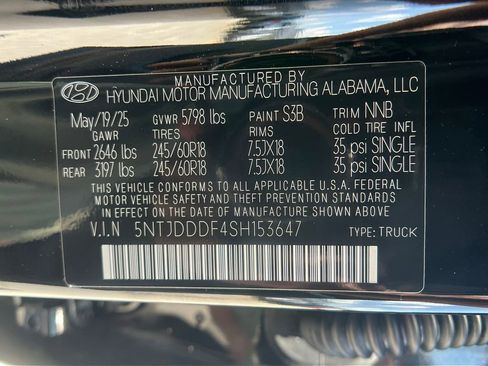 MANUFACTURED BY
HYUNDAI MOTOR MANUFACTURING ALABAMA, LLC
May/19/25 GVWR 5798 lbs PAINT S3B TRIM NNB
GAWR TIRES RIMS COLD TIRE INFL.
FRONT 2646 lbs 245/60R18 7.5JX18 35 psi SINGLE
REAR 3197 lbs 245/60R18 7.5JX18 35 psi SINGLE
THIS VEHICLE CONFORMS TO ALL APPLICABLE U.S.A. FEDERAL
MOTOR VEHICLE SAFETY AND THEFT PREVENTION STANDARDS
IN EFFECT ON THE DATE OF MANUFACTURE SHOWN ABOVE.
V.I.N 5NTJDDDF4SH153647 TYPE: TRUCK